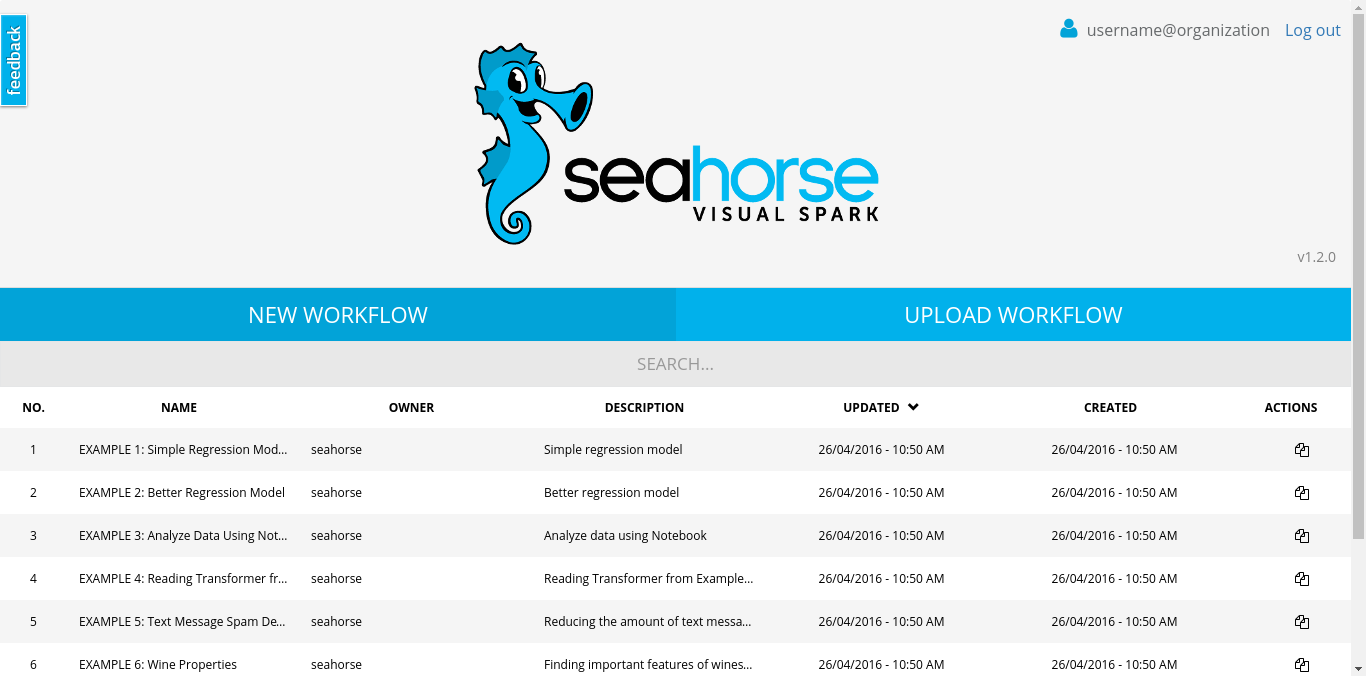 feedback
username@organization Log out
seahorse
VISUAL SPARK
v1.2.0
NEW WORKFLOW UPLOAD WORKFLOW
SEARCH...
NO. NAME OWNER DESCRIPTION UPDATED CREATED ACTIONS
1 EXAMPLE 1: Simple Regression Mod... seahorse Simple regression model 26/04/2016 - 10:50 AM 26/04/2016 - 10:50 AM
2 EXAMPLE 2: Better Regression Model seahorse Better regression model 26/04/2016 - 10:50 AM 26/04/2016 - 10:50 AM
3 EXAMPLE 3: Analyze Data Using Not... seahorse Analyze data using Notebook 26/04/2016 - 10:50 AM 26/04/2016 - 10:50 AM
4 EXAMPLE 4: Reading Transformer fr... seahorse Reading Transformer from Example... 26/04/2016 - 10:50 AM 26/04/2016 - 10:50 AM
5 EXAMPLE 5: Text Message Spam De... seahorse Reducing the amount of text messa... 26/04/2016 - 10:50 AM 26/04/2016 - 10:50 AM
6 EXAMPLE 6: Wine Properties seahorse Finding important features of wines... 26/04/2016 - 10:50 AM 26/04/2016 - 10:50 AM